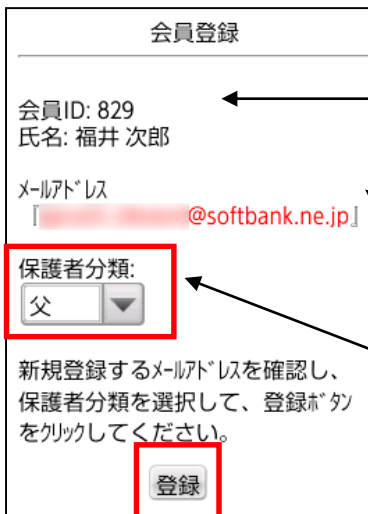 会員登録
会員ID: 829
氏名: 福井 次郎
ﾒｰﾙｱﾄﾞﾚｽ
『@softbank.ne.jp』
保護者分類:
父
新規登録するﾒｰﾙｱﾄﾞﾚｽを確認し、
保護者分類を選択して、登録ﾎﾞﾀﾝ
をｸﾘｯｸしてください。
登録